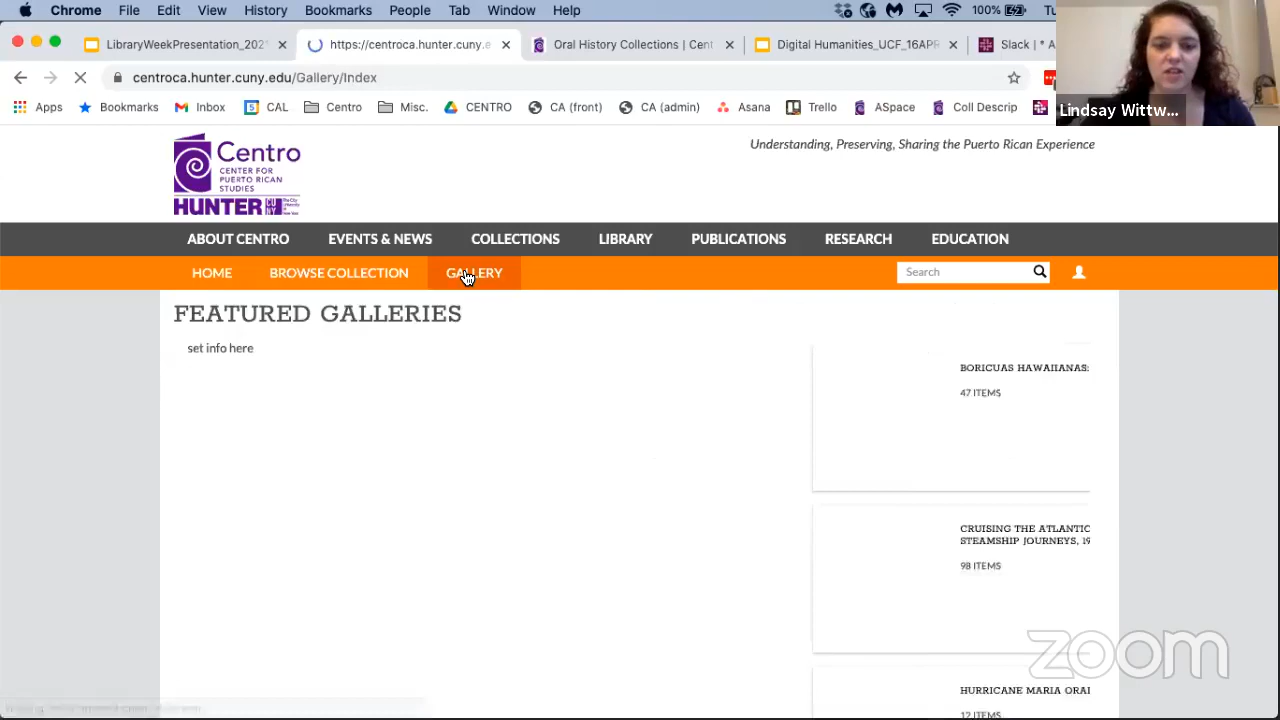 Chrome File Edit View History Bookmarks People Tab Window Help 100% Tu
LibraryWeekPresentation_202 https://centroca.hunter.cuny.e Oral History Collections | Cent Digital Humanities_UCF_16APR Slack | * A
centroca.hunter.cuny.edu/Gallery/Index
Apps Bookmarks Inbox CAL Centro Misc. CENTRO CA (front) CA (admin) Asana Trello ASpace Coll Descrip
Lindsay Wittw...
Understanding, Preserving, Sharing the Puerto Rican Experience
Centro
CENTER FOR
PUERTO RICAN
STUDIES
HUNTER CUNY
ABOUT CENTRO EVENTS & NEWS COLLECTIONS LIBRARY PUBLICATIONS RESEARCH EDUCATION
HOME BROWSE COLLECTION GALLERY Search
FEATURED GALLERIES
set info here
BORICUAS HAWAIIANAS:
47 ITEMS
CRUISING THE ATLANTIC
STEAMSHIP JOURNEYS, 19
98 ITEMS
HURRICANE MARIA ORAL
12 ITEMS
zoom